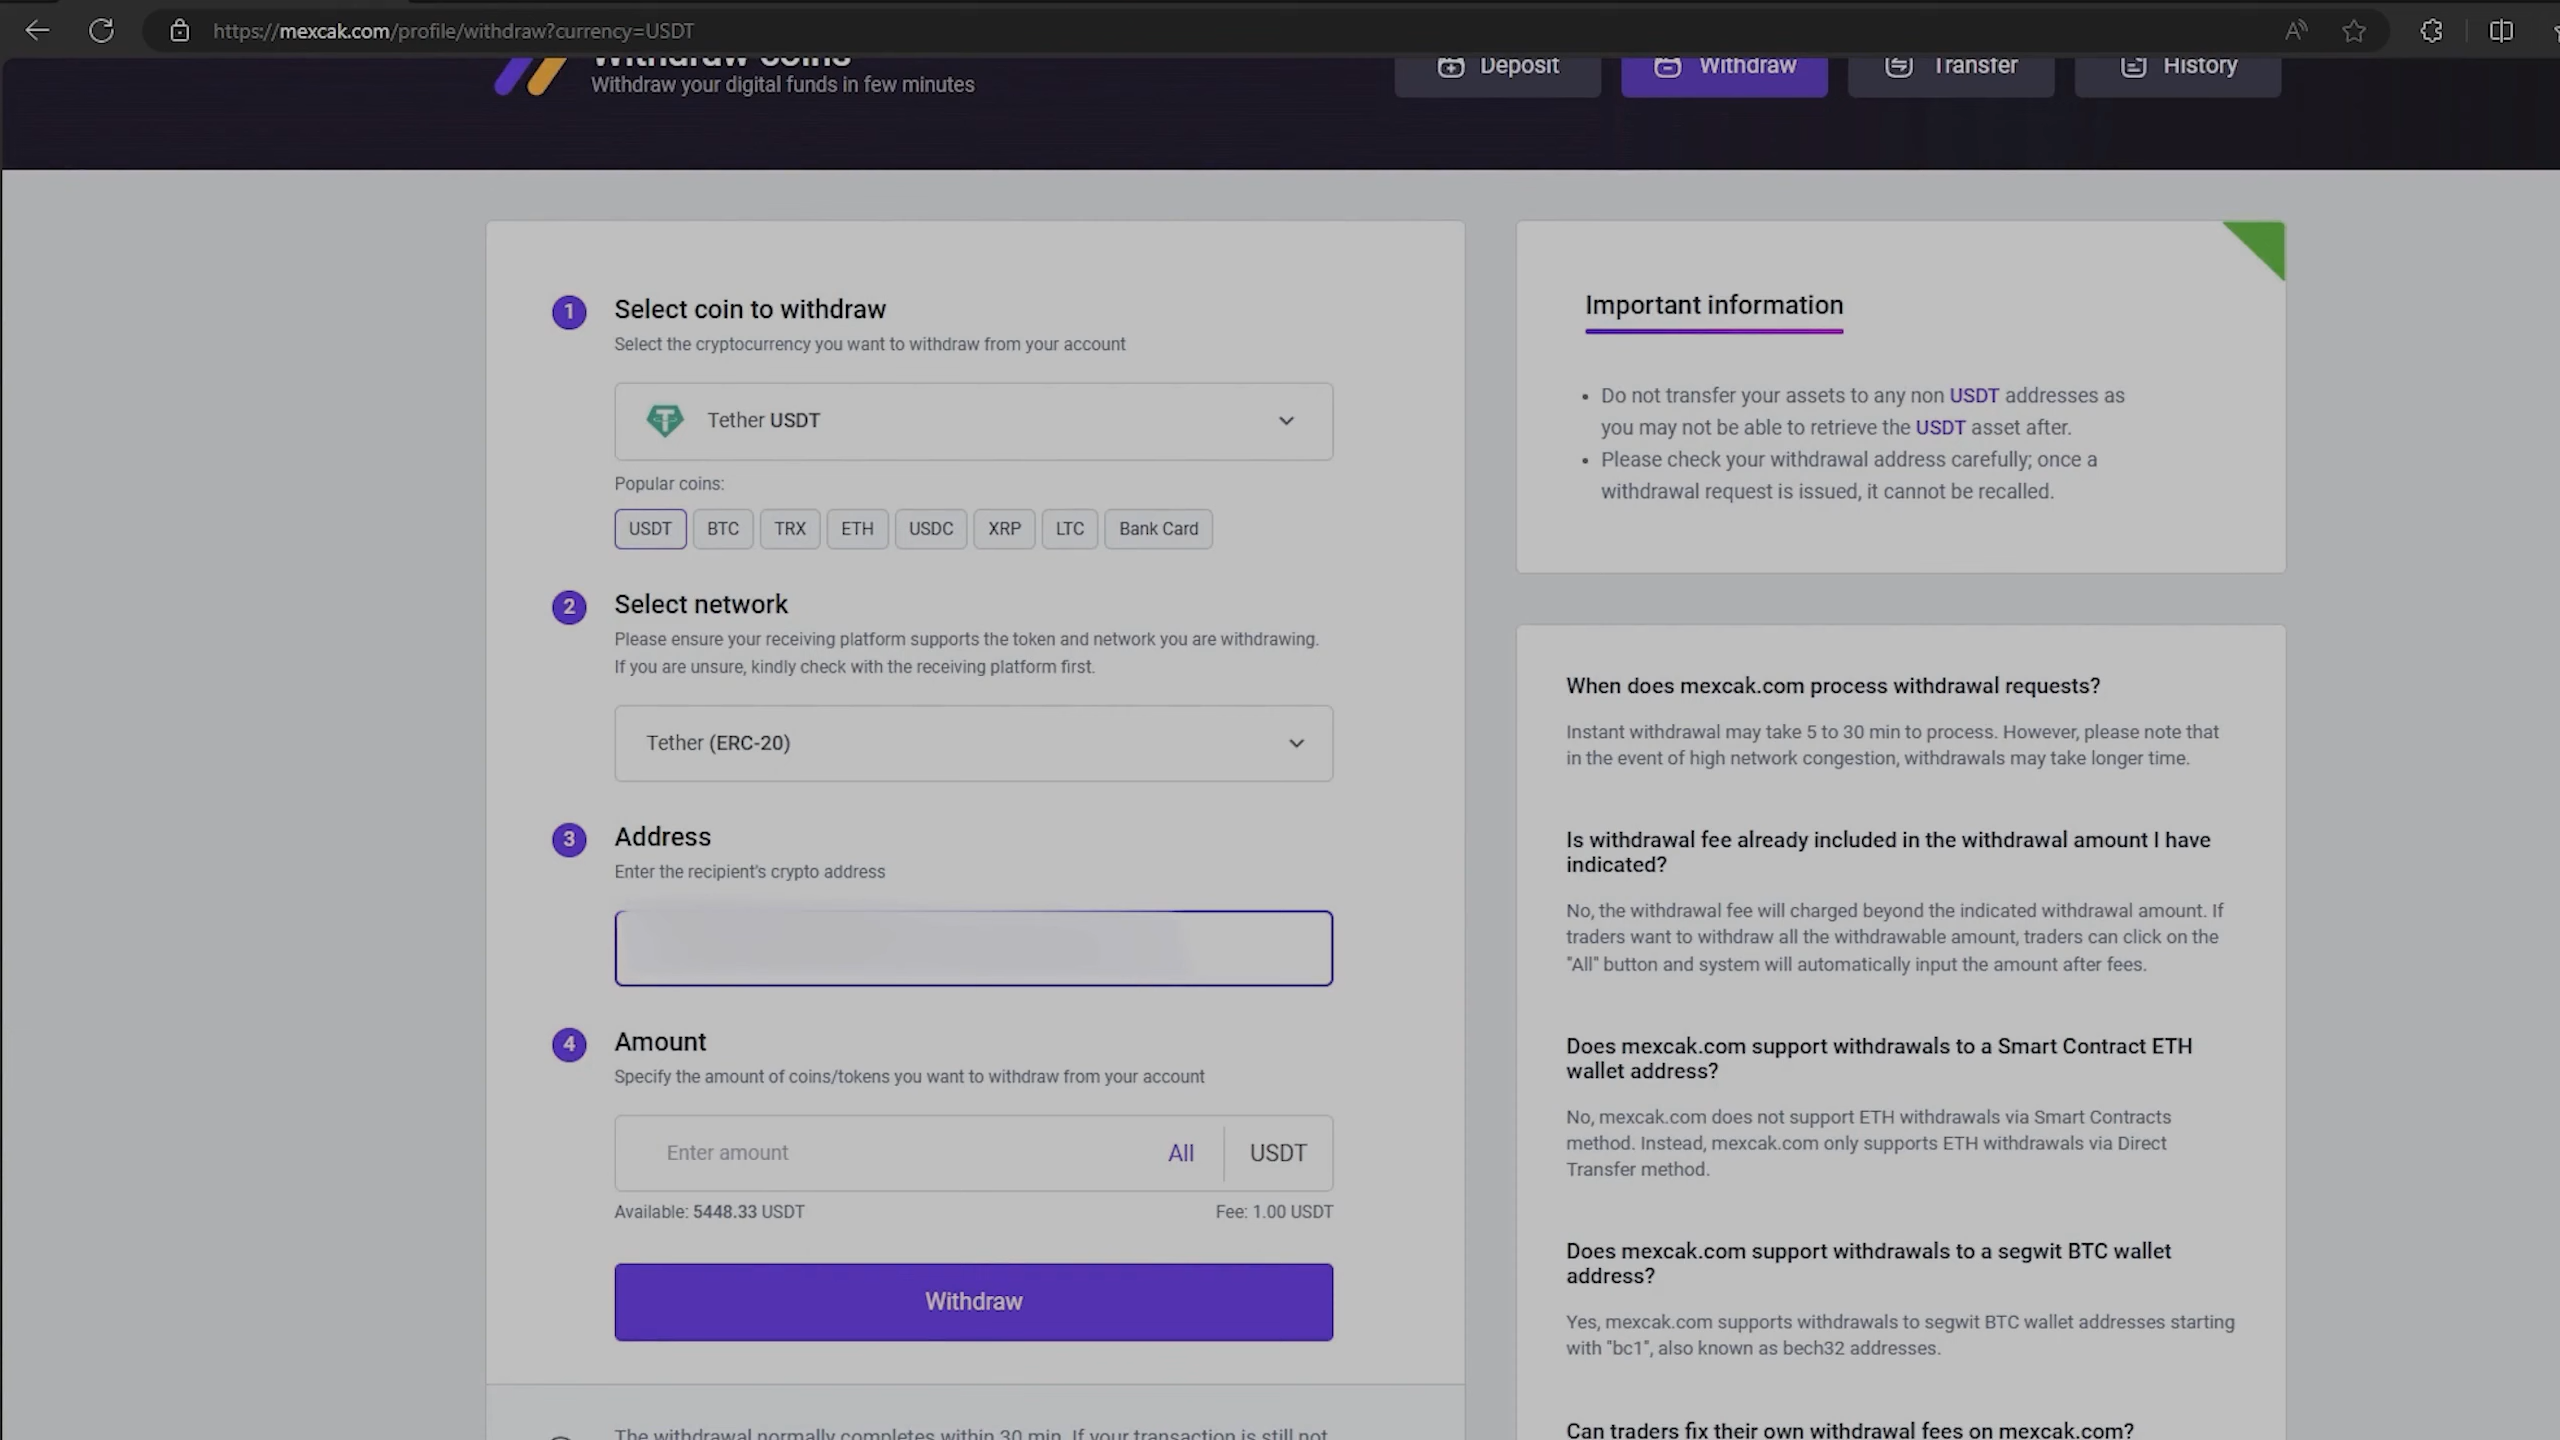 https://mexcak.com/profile/withdraw?currency=USDT
Withdraw coins
Withdraw your digital funds in few minutes
Deposit
Withdraw
Transfer
History
1
Select coin to withdraw
Select the cryptocurrency you want to withdraw from your account
Tether USDT
Popular coins:
USDT
BTC
TRX
ETH
USDC
XRP
LTC
Bank Card
2
Select network
Please ensure your receiving platform supports the token and network you are withdrawing.
If you are unsure, kindly check with the receiving platform first.
Tether (ERC-20)
3
Address
Enter the recipient's crypto address
4
Amount
Specify the amount of coins/tokens you want to withdraw from your account
Enter amount
All
USDT
Available: 5448.33 USDT
Fee: 1.00 USDT
Withdraw
The withdrawal normally completes within 30 min. If your transaction is still not
Important information
• Do not transfer your assets to any non USDT addresses as
you may not be able to retrieve the USDT asset after.
• Please check your withdrawal address carefully; once a
withdrawal request is issued, it cannot be recalled.
When does mexcak.com process withdrawal requests?
Instant withdrawal may take 5 to 30 min to process. However, please note that
in the event of high network congestion, withdrawals may take longer time.
Is withdrawal fee already included in the withdrawal amount I have
indicated?
No, the withdrawal fee will charged beyond the indicated withdrawal amount. If
traders want to withdraw all the withdrawable amount, traders can click on the
"All" button and system will automatically input the amount after fees.
Does mexcak.com support withdrawals to a Smart Contract ETH
wallet address?
No, mexcak.com does not support ETH withdrawals via Smart Contracts
method. Instead, mexcak.com only supports ETH withdrawals via Direct
Transfer method.
Does mexcak.com support withdrawals to a segwit BTC wallet
address?
Yes, mexcak.com supports withdrawals to segwit BTC wallet addresses starting
with "bc1", also known as bech32 addresses.
Can traders fix their own withdrawal fees on mexcak.com?